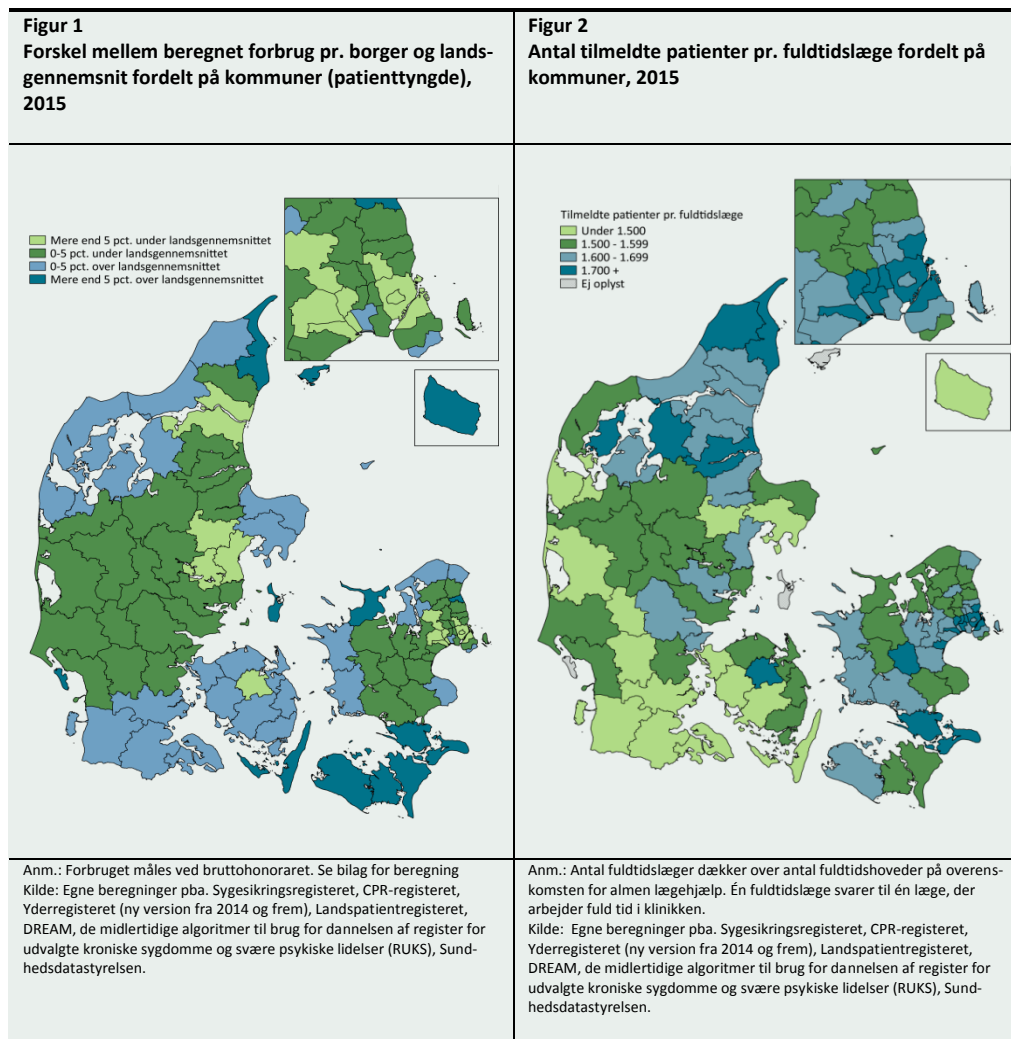 Figur 1
Forskel mellem beregnet forbrug pr. borger og lands-
gennemsnit fordelt på kommuner (patienttyngde),
2015
Figur 2
Antal tilmeldte patienter pr. fuldtidslæge fordelt på
kommuner, 2015
Mere end 5 pct. under landsgennemsnittet
0-5 pct. under landsgennemsnittet
0-5 pct. over landsgennemsnittet
Mere end 5 pct. over landsgennemsnittet
Tilmeldte patienter pr. fuldtidslæge
Under 1.500
1.500 - 1.599
1.600 - 1.699
1.700 +
Ej oplyst
Anm.: Forbruget måles ved bruttohonoraret. Se bilag for beregning
Kilde: Egne beregninger pba. Sygesikringsregisteret, CPR-registeret,
Yderregisteret (ny version fra 2014 og frem), Landspatientregisteret,
DREAM, de midlertidige algoritmer til brug for dannelsen af register for
udvalgte kroniske sygdomme og svære psykiske lidelser (RUKS), Sund-
hedsdatastyrelsen.
Anm.: Antal fuldtidslæger dækker over antal fuldtidshoveder på overens-
komsten for almen lægehjælp. Én fuldtidslæge svarer til én læge, der
arbejder fuld tid i klinikken.
Kilde: Egne beregninger pba. Sygesikringsregisteret, CPR-registeret,
Yderregisteret (ny version fra 2014 og frem), Landspatientregisteret,
DREAM, de midlertidige algoritmer til brug for dannelsen af register for
udvalgte kroniske sygdomme og svære psykiske lidelser (RUKS), Sund-
hedsdatastyrelsen.